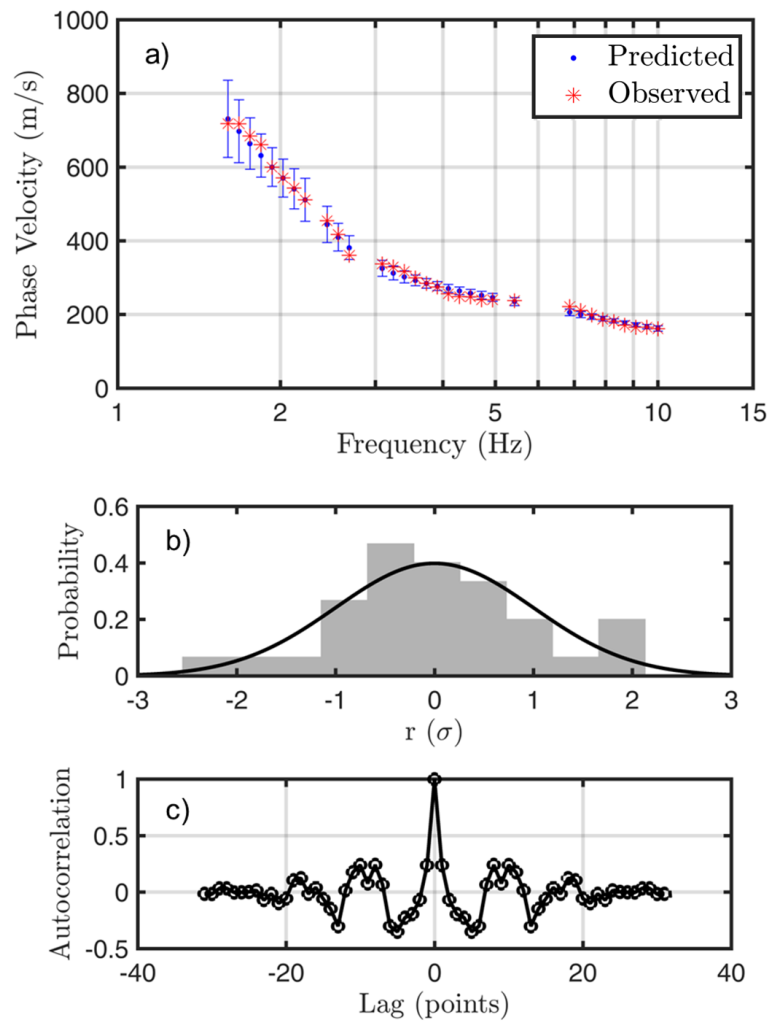 a)
Predicted
Observed
Phase Velocity (m/s)
1000
800
600
400
200
0
1
2
5
10
15
Frequency (Hz)
b)
Probability
0.6
0.4
0.2
0
-3
-2
-1
0
1
2
3
r (σ)
c)
Autocorrelation
1
0.5
0
-0.5
-40
-20
0
20
40
Lag (points)